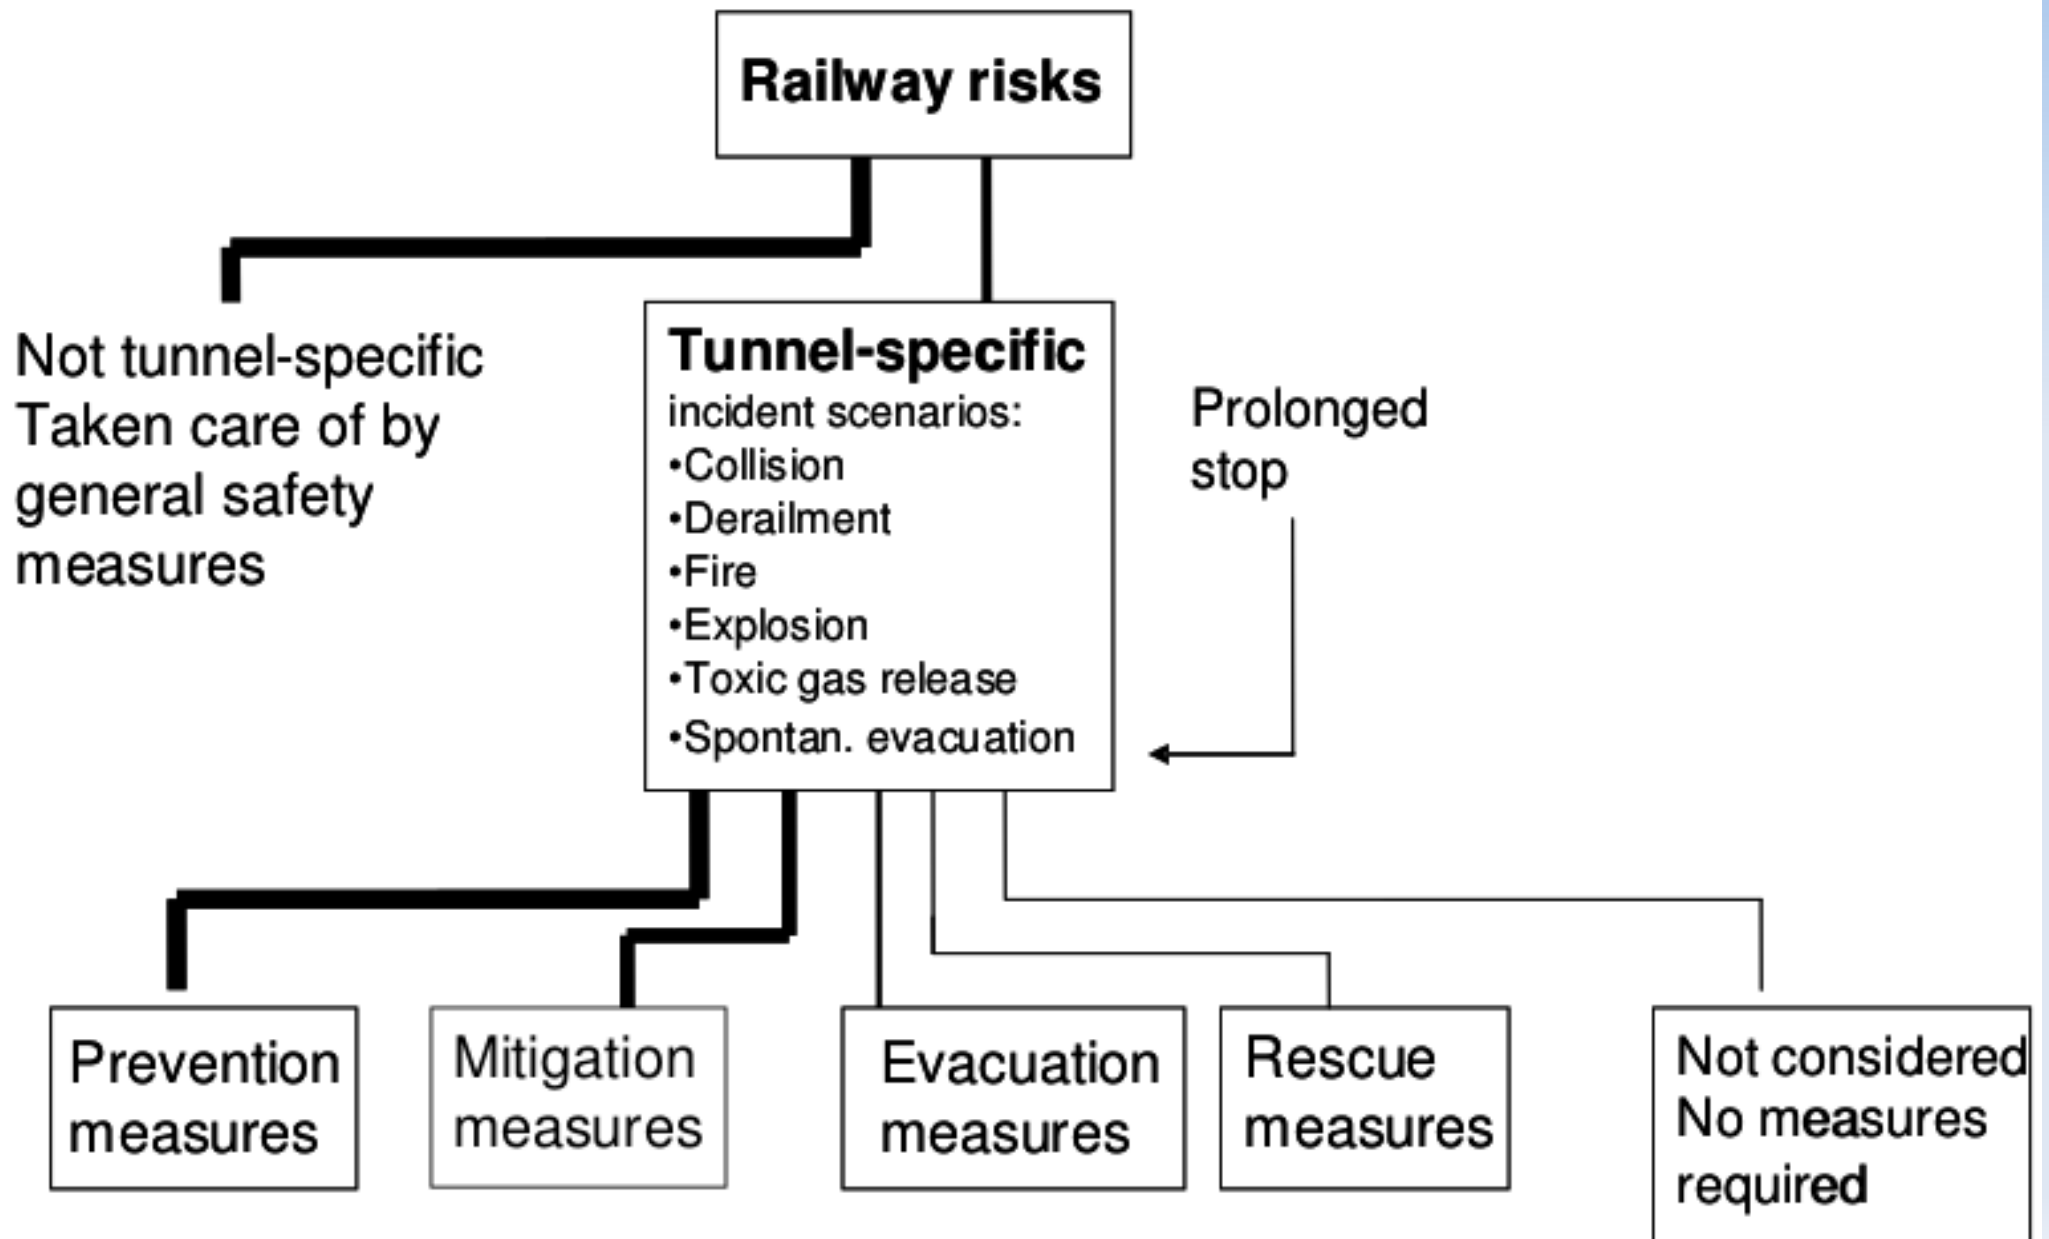 Railway risks
Not tunnel-specific
Taken care of by
general safety
measures
Tunnel-specific
incident scenarios:
•Collision
•Derailment
•Fire
•Explosion
•Toxic gas release
•Spontan. evacuation
Prolonged
stop
Prevention
measures
Mitigation
measures
Evacuation
measures
Rescue
measures
Not considered
No measures
required